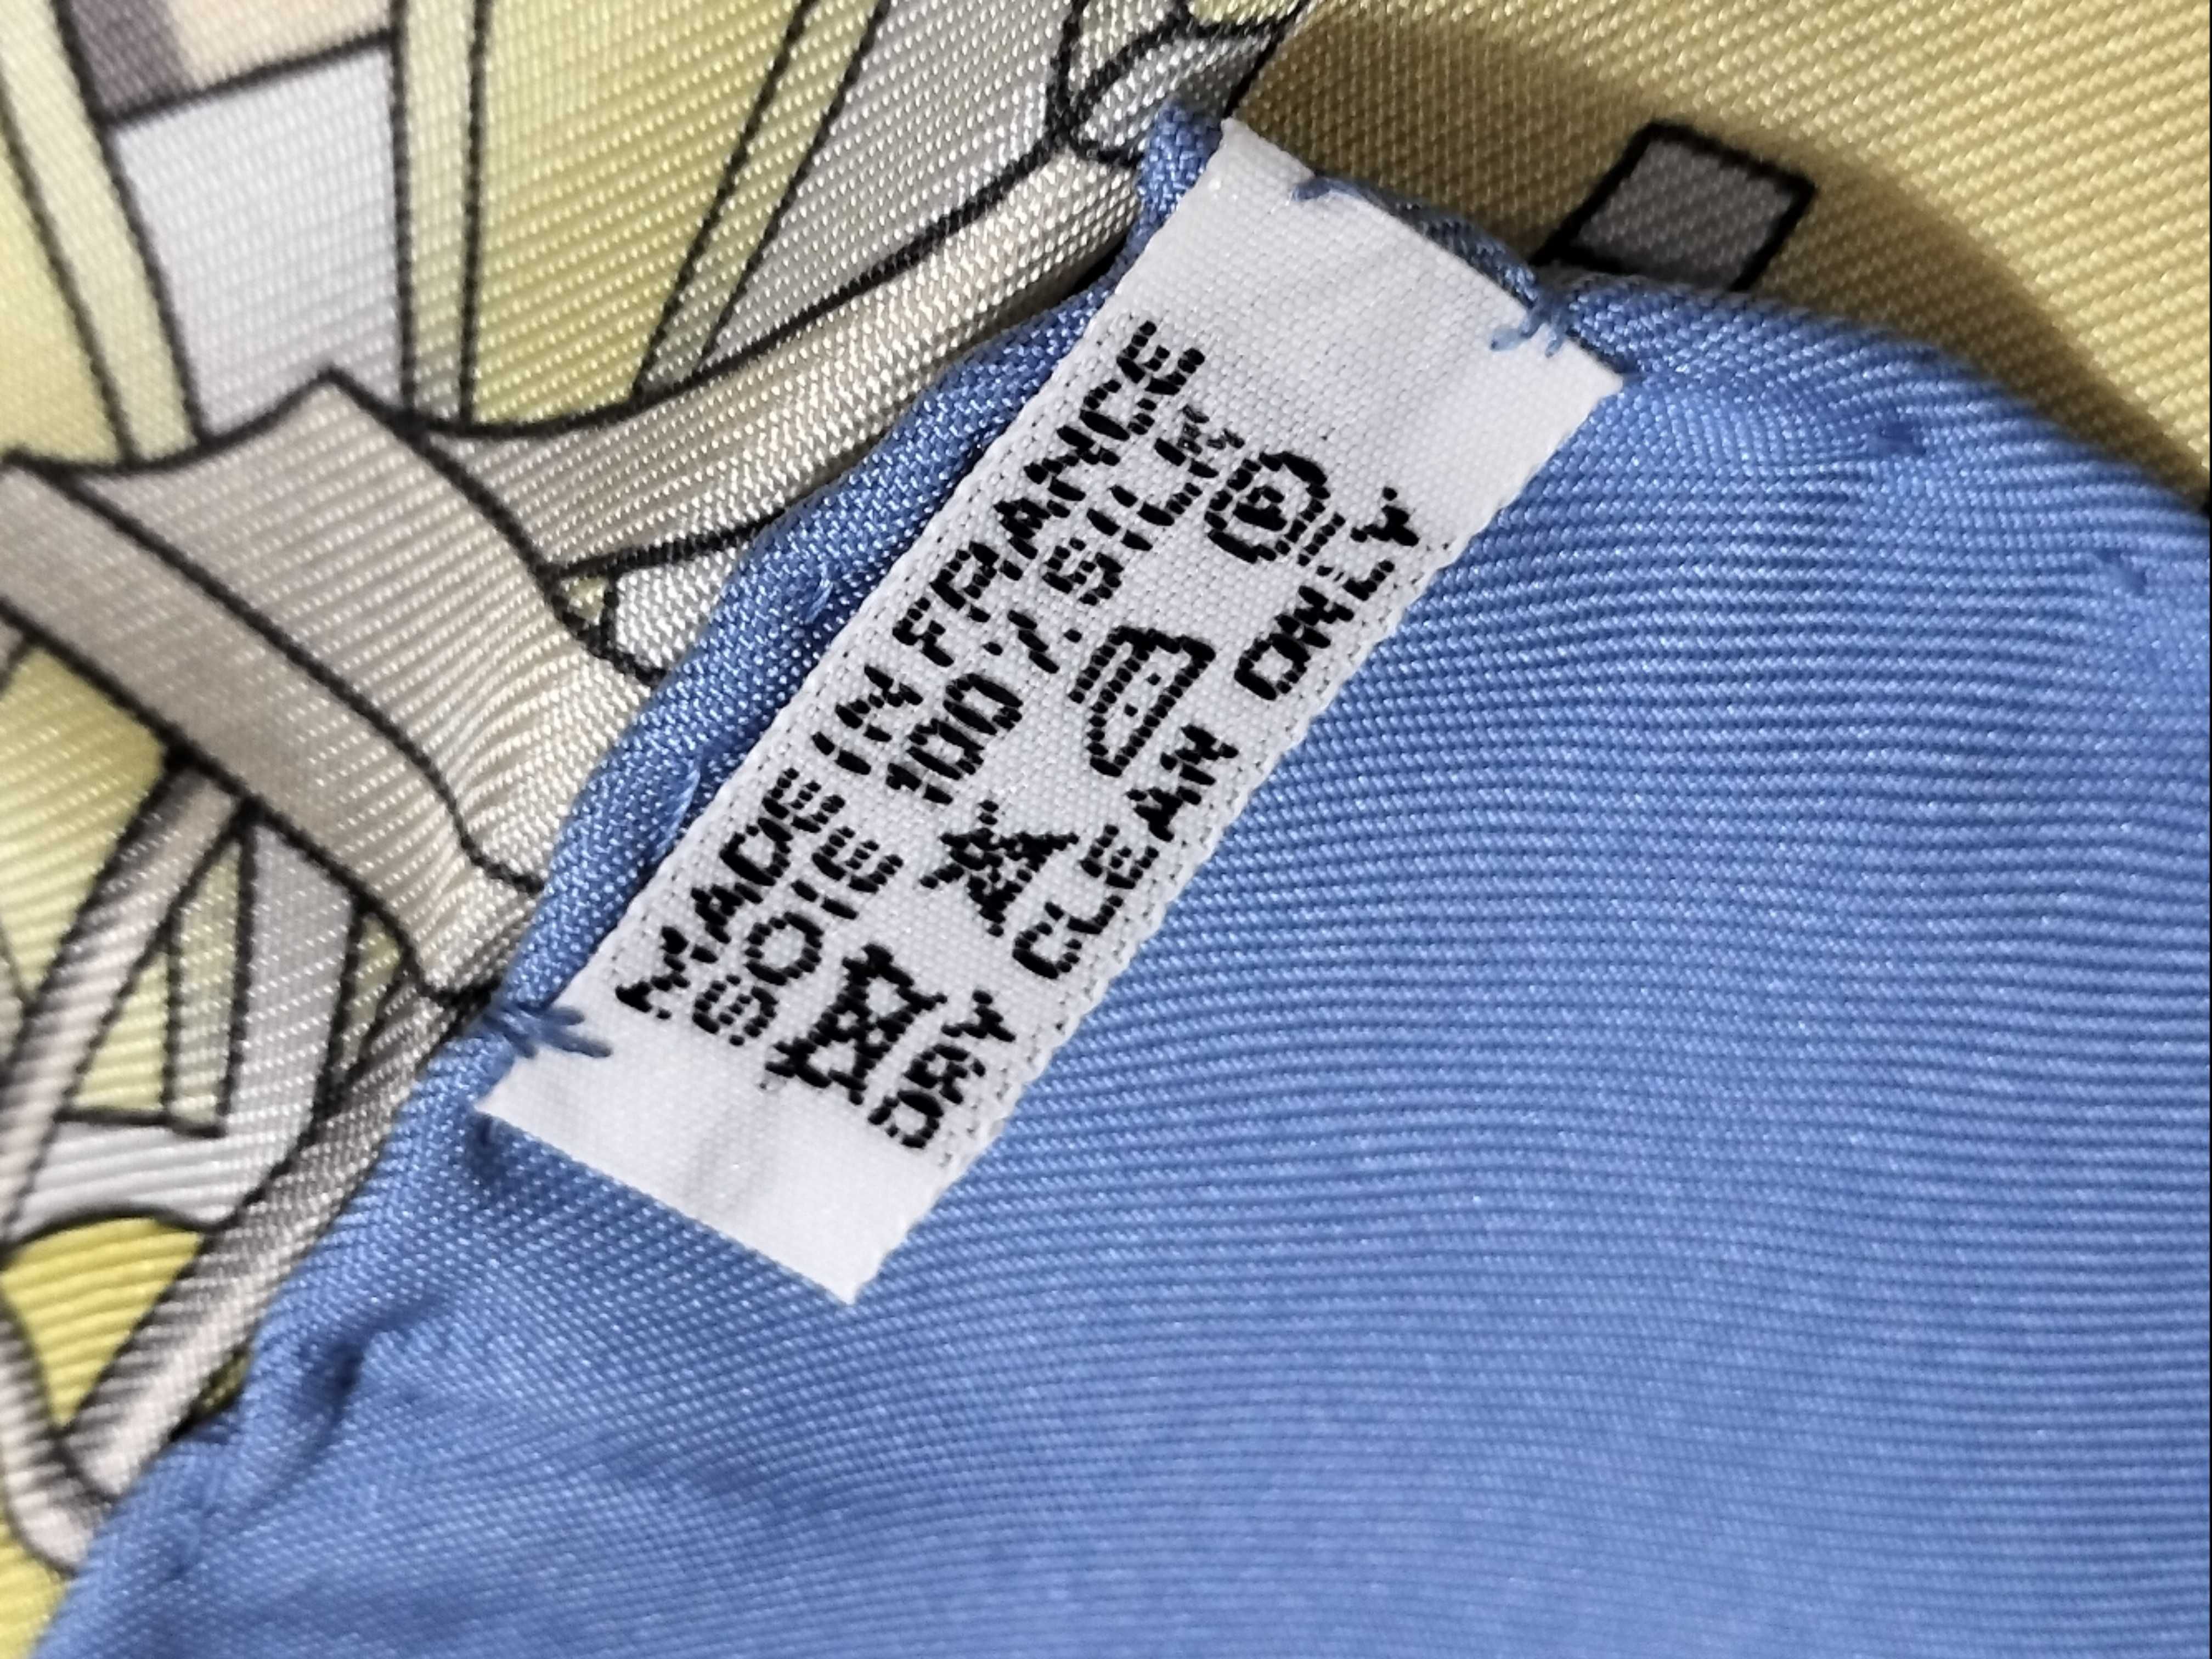 MADE IN FRANCE
SOIE 100% SILK
P
DRY CLEAN ONLY